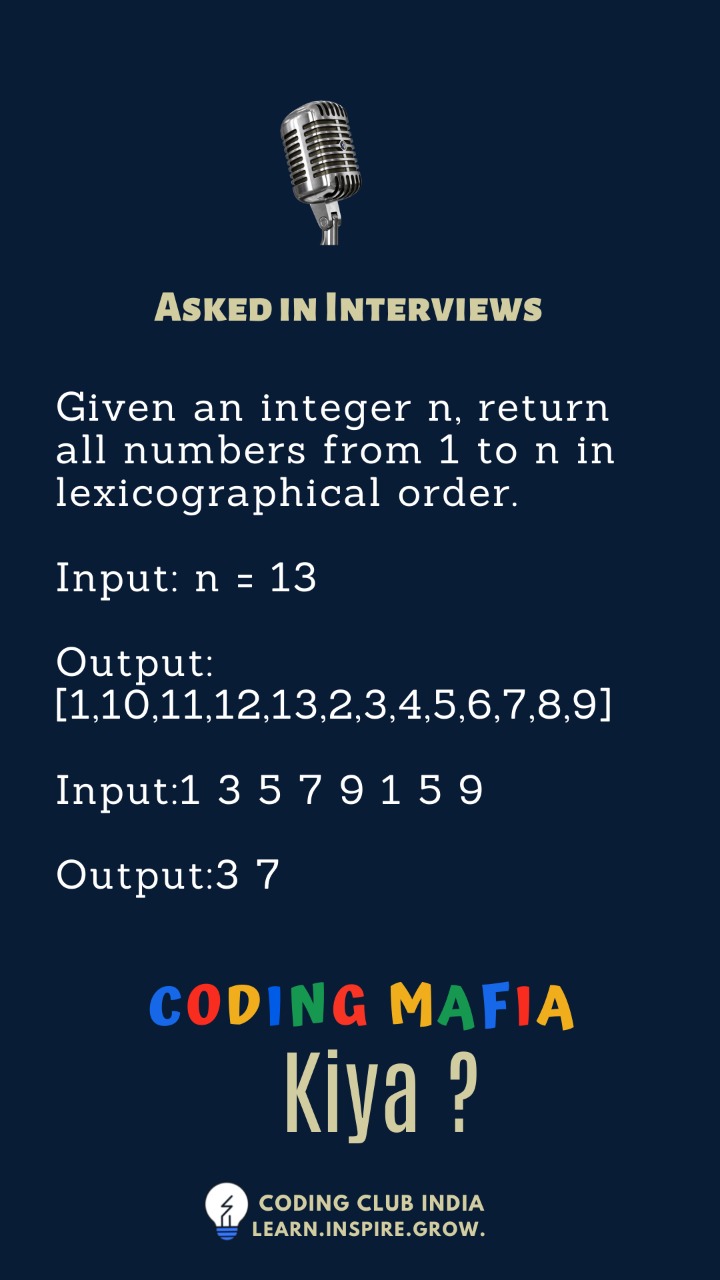 Asked in Interviews
Given an integer n, return
all numbers from 1 to n in
lexicographical order.
Input: n = 13
Output:
[1,10,11,12,13,2,3,4,5,6,7,8,9]
Input:1 3 5 7 9 1 5 9
Output:3 7
CODING MAFIA
Kiya ?
CODING CLUB INDIA
LEARN.INSPIRE.GROW.